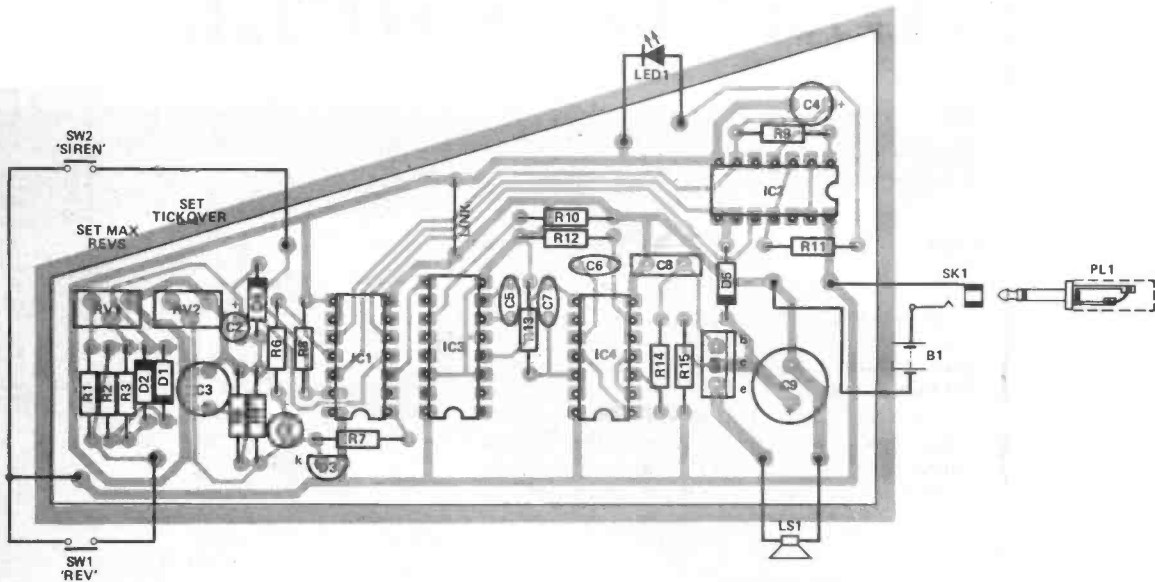 LED1
C4
+
R9
SW2
'SIREN'
IC2
SET
TICKOVER
LINK
R10
SET MAX
REVS
R12
R11
C6
C8
SK1
PL1
D5
RV1
RV2
+
C2
D4
C5
C7
R13
R6
R8
IC1
IC3
IC4
b
c
e
R14
R15
B1
R1
R2
R3
D2
D1
C3
C9
+
R7
k
LS1
SW1
'REV'